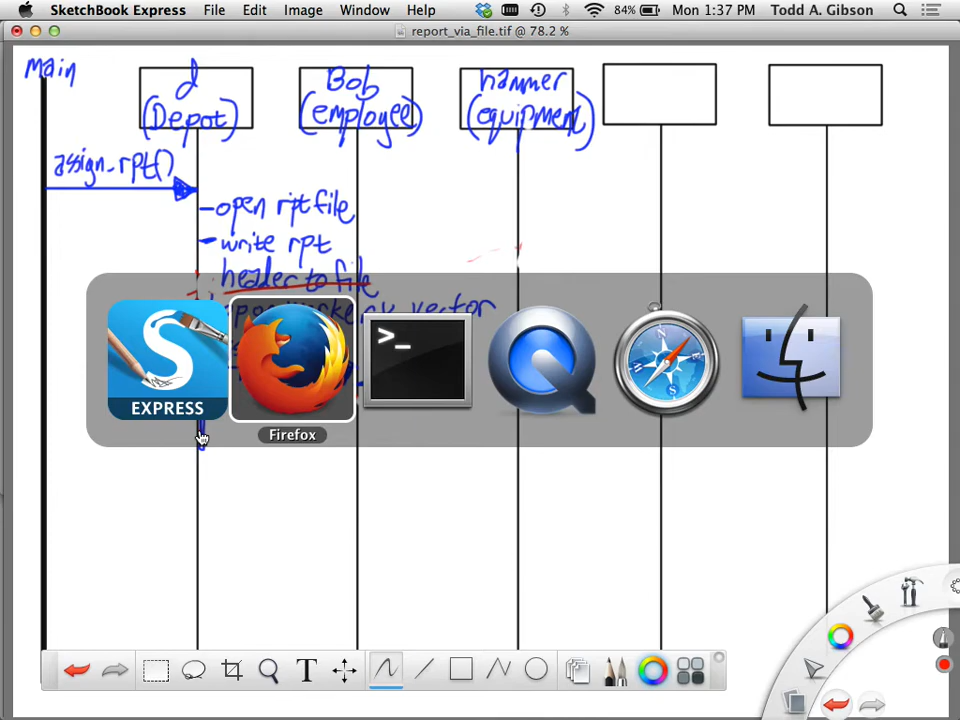 SketchBook Express File Edit Image Window Help 84% Mon 1:37 PM Todd A. Gibson
report_via_file.tif @ 78.2 %
Main
d
(Depot)
Bob
(employee)
hammer
(equipment)
assign_rpt()
-open rpt file
-write rpt
header to file
vector
EXPRESS
Firefox
>_
T